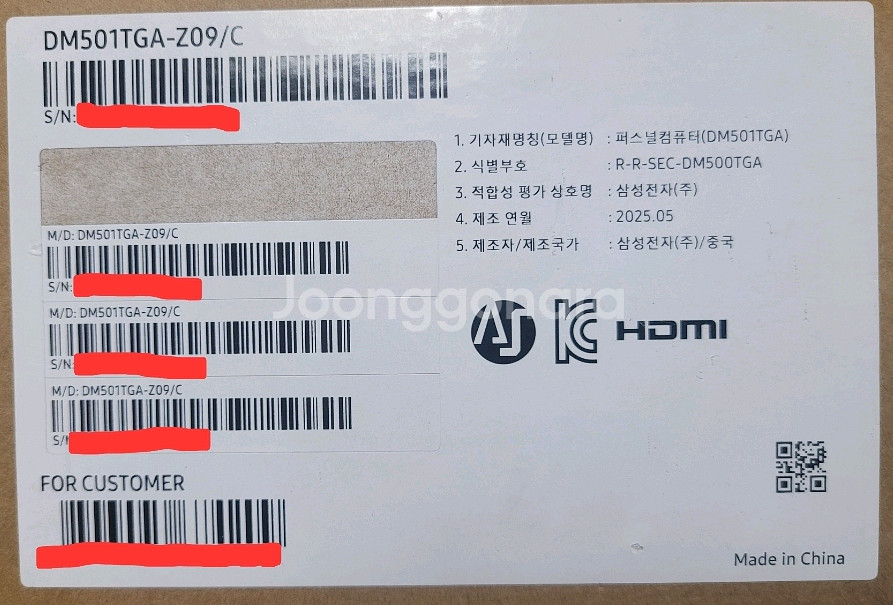 DM501TGA-Z09/C
S/N:
1. 기자재명칭(모델명) : 퍼스널컴퓨터(DM501TGA)
2. 식별부호 : R-R-SEC-DM500TGA
3. 적합성 평가 상호명 : 삼성전자(주)
4. 제조 연월 : 2025.05
5. 제조자/제조국가 : 삼성전자(주)/중국
M/D: DM501TGA-Z09/C
S/N:
M/D: DM501TGA-Z09/C
S/N:
M/D: DM501TGA-Z09/C
S/N
Joonggonara
AS
KC
HDMI
FOR CUSTOMER
Made in China